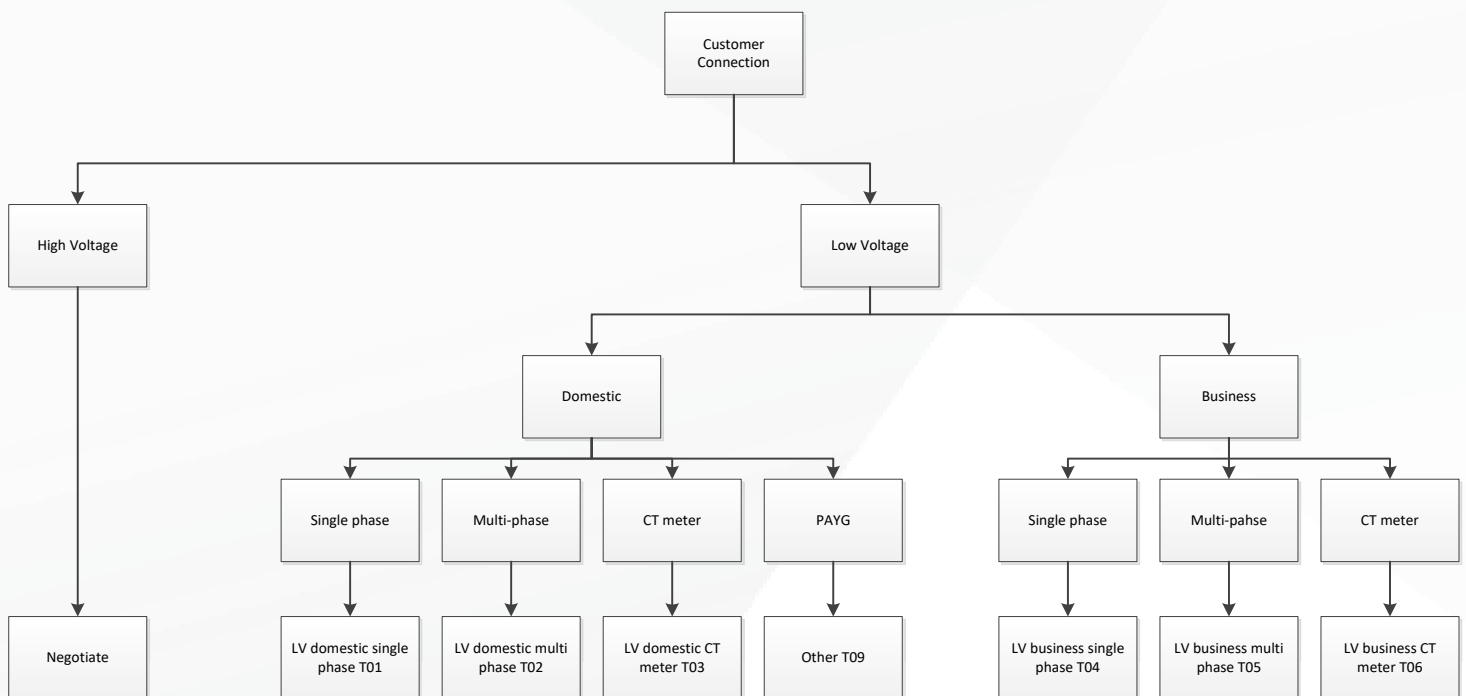 Customer
Connection
High Voltage
Low Voltage
Domestic
Business
Single phase
Multi-phase
CT meter
PAYG
Single phase
Multi-pahse
CT meter
Negotiate
LV domestic single
phase T01
LV domestic multi
phase T02
LV domestic CT
meter T03
Other T09
LV business single
phase T04
LV business multi
phase T05
LV business CT
meter T06